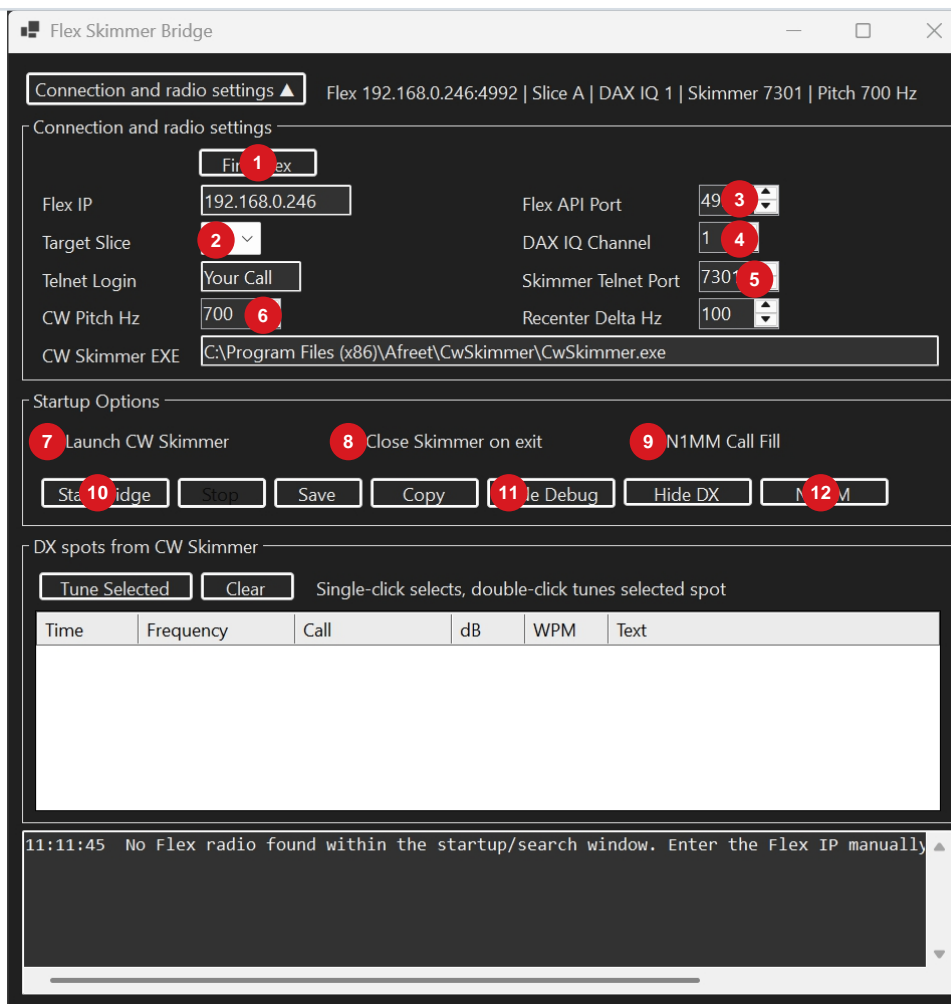 Flex Skimmer Bridge
Connection and radio settings ▲ Flex 192.168.0.246:4992 | Slice A | DAX IQ 1 | Skimmer 7301 | Pitch 700 Hz
Connection and radio settings
1
Flex IP 192.168.0.246 Flex API Port 49 3
Target Slice 2 DAX IQ Channel 1 4
Telnet Login Your Call Skimmer Telnet Port 7301 5
CW Pitch Hz 700 6 Recenter Delta Hz 100
CW Skimmer EXE C:\Program Files (x86)\Afreet\CwSkimmer\CwSkimmer.exe
Startup Options
7 Launch CW Skimmer 8 Close Skimmer on exit 9 N1MM Call Fill
10 Stop Save Copy 11 Debug Hide DX 12
DX spots from CW Skimmer
Tune Selected Clear Single-click selects, double-click tunes selected spot
Time Frequency Call dB WPM Text
11:11:45 No Flex radio found within the startup/search window. Enter the Flex IP manually